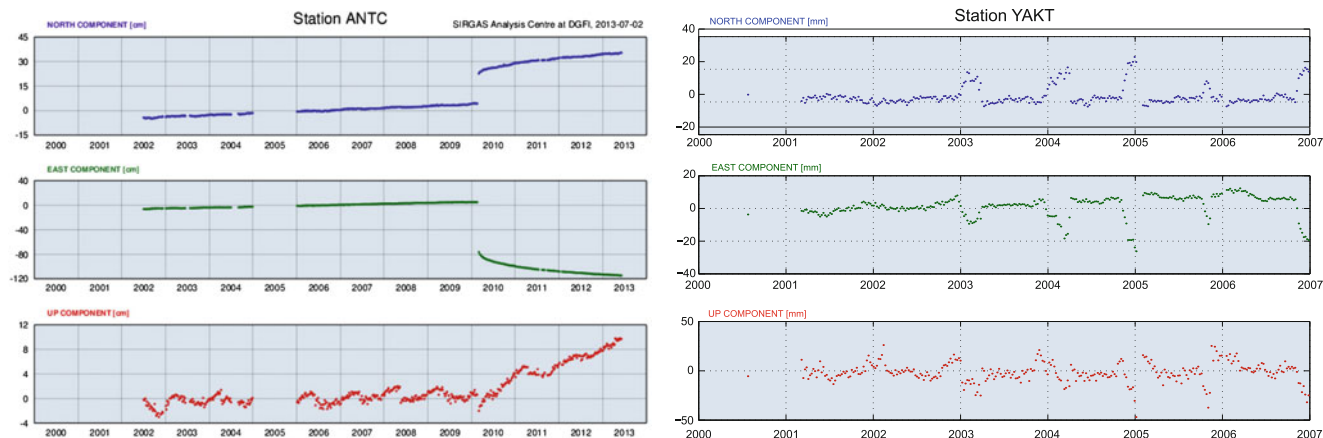 Station ANTC
NORTH COMPONENT [cm]
SIRGAS Analysis Centre at DGFI, 2013-07-02
45
30
15
0
-15
2000 2001 2002 2003 2004 2005 2006 2007 2008 2009 2010 2011 2012 2013
EAST COMPONENT [cm]
40
0
-40
-80
-120
2000 2001 2002 2003 2004 2005 2006 2007 2008 2009 2010 2011 2012 2013
UP COMPONENT [cm]
12
8
4
0
-4
2000 2001 2002 2003 2004 2005 2006 2007 2008 2009 2010 2011 2012 2013
Station YAKT
NORTH COMPONENT [mm]
40
20
0
−20
2000 2001 2002 2003 2004 2005 2006 2007
EAST COMPONENT [mm]
20
0
−20
−40
2000 2001 2002 2003 2004 2005 2006 2007
UP COMPONENT [mm]
50
0
−50
2000 2001 2002 2003 2004 2005 2006 2007